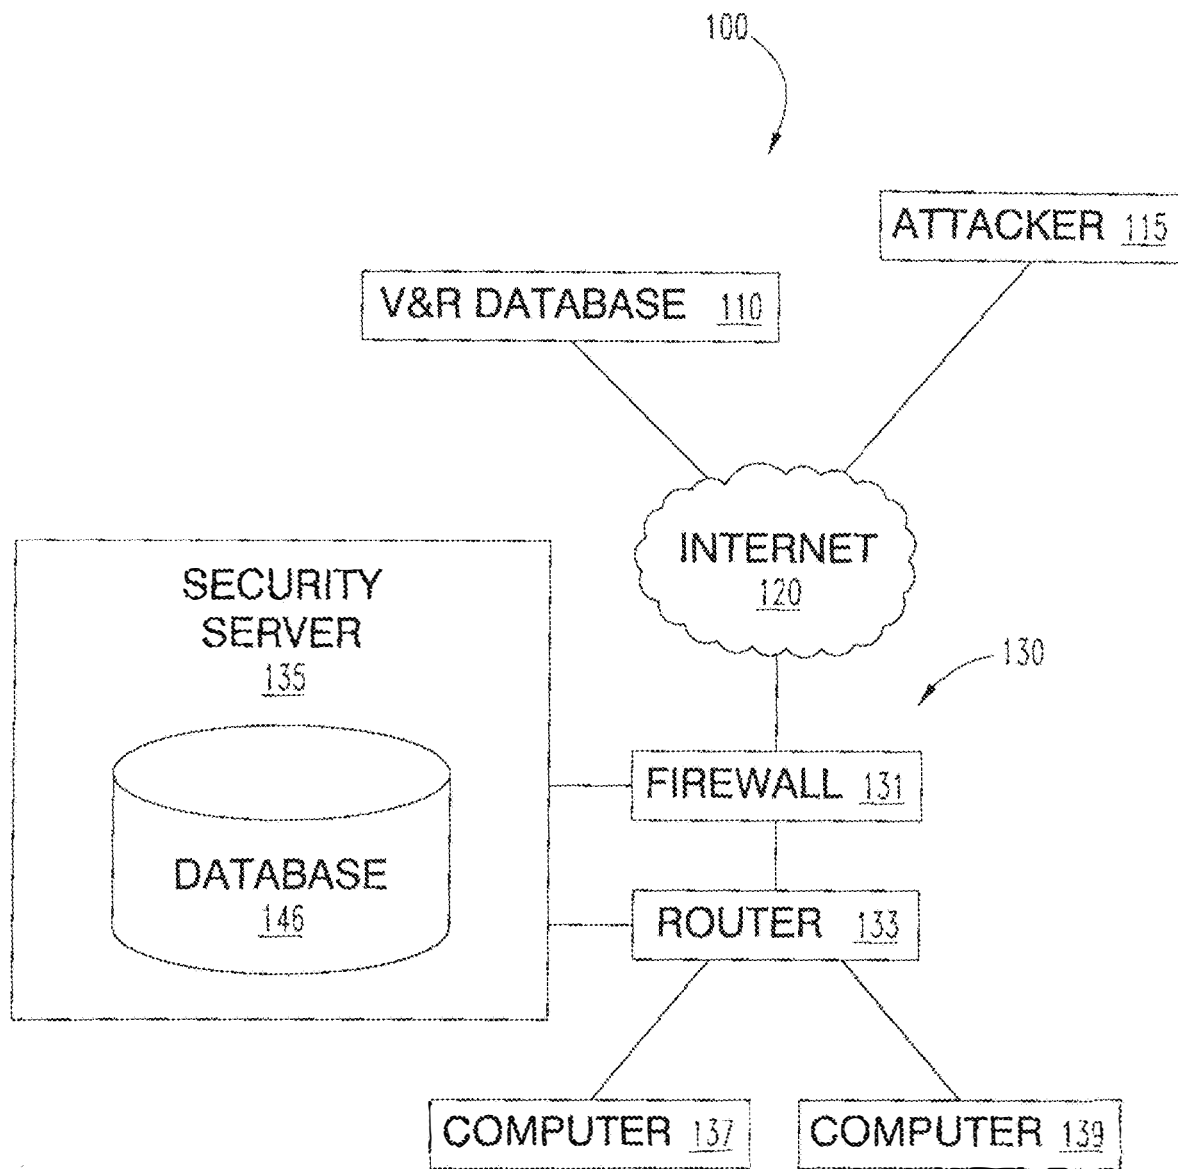 100
ATTACKER 115
V&R DATABASE 110
INTERNET
120
SECURITY
SERVER
135
130
FIREWALL 131
DATABASE
146
ROUTER 133
COMPUTER 137
COMPUTER 139